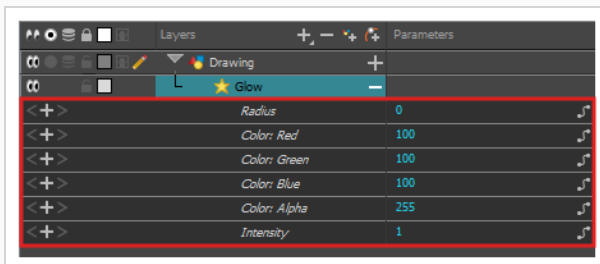 Layers Parameters
Drawing
Glow
Radius 0
Color: Red 100
Color: Green 100
Color: Blue 100
Color: Alpha 255
Intensity 1